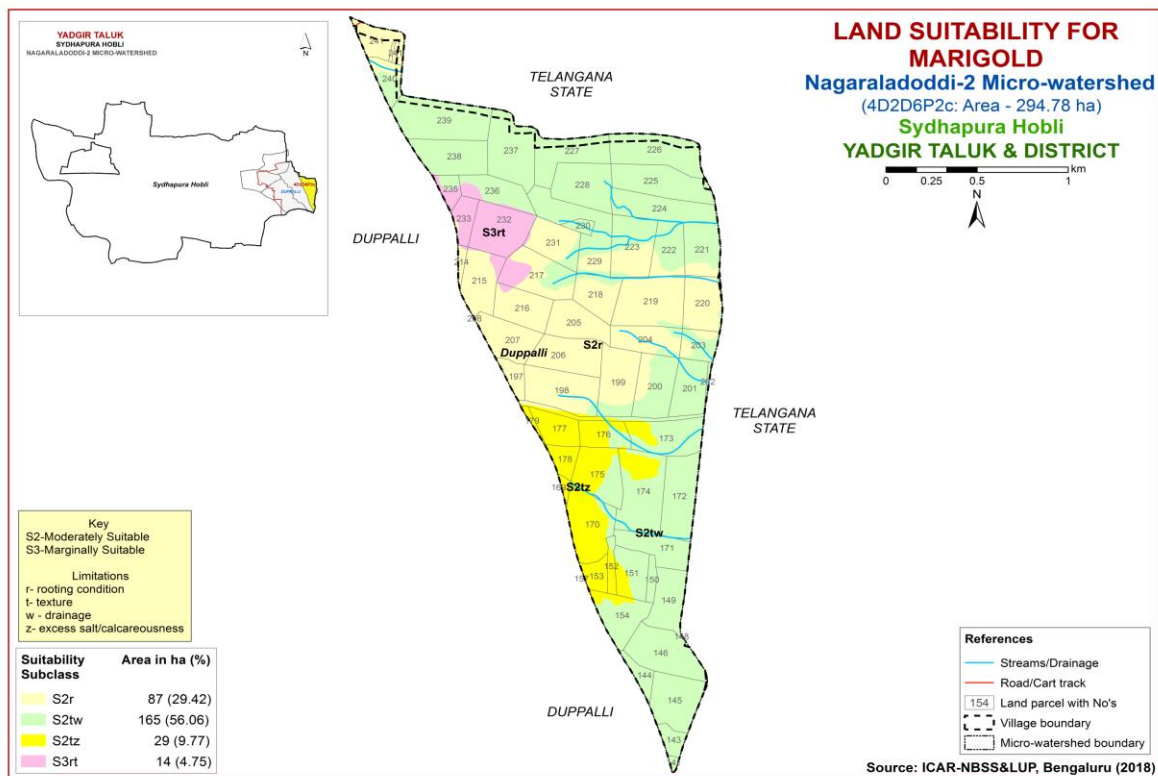 YADGIR TALUK
SYDHAPURA HOBLI
NAGARALADODDI-2 MICRO-WATERSHED
N
Sydhapura Hobli
4D2D6P2c
DUPPALLI
LAND SUITABILITY FOR
MARIGOLD
Nagaraladoddi-2 Micro-watershed
(4D2D6P2c: Area - 294.78 ha)
Sydhapura Hobli
YADGIR TALUK & DISTRICT
km
0 0.25 0.5 1
N
TELANGANA
STATE
240
239
238 237 227 226
228 225
235 236 224
233 232
S3rt
230
231 223 222 221
229
DUPPALLI
214
215 217
218 219 220
216
208 205
207 206
Duppalli
S2r
204 203
197
198 199 200 201 202
TELANGANA
STATE
179 177 176 173
178 175
174 172
S2tz
170
S2tw
171
153 152 151 150
149
154
148
146
144
145
DUPPALLI
143
Key
S2-Moderately Suitable
S3-Marginally Suitable
Limitations
r- rooting condition
t- texture
w - drainage
z- excess salt/calcareousness
Suitability Subclass Area in ha (%)
S2r 87 (29.42)
S2tw 165 (56.06)
S2tz 29 (9.77)
S3rt 14 (4.75)
References
Streams/Drainage
Road/Cart track
154 Land parcel with No's
Village boundary
Micro-watershed boundary
Source: ICAR-NBSS&LUP, Bengaluru (2018)